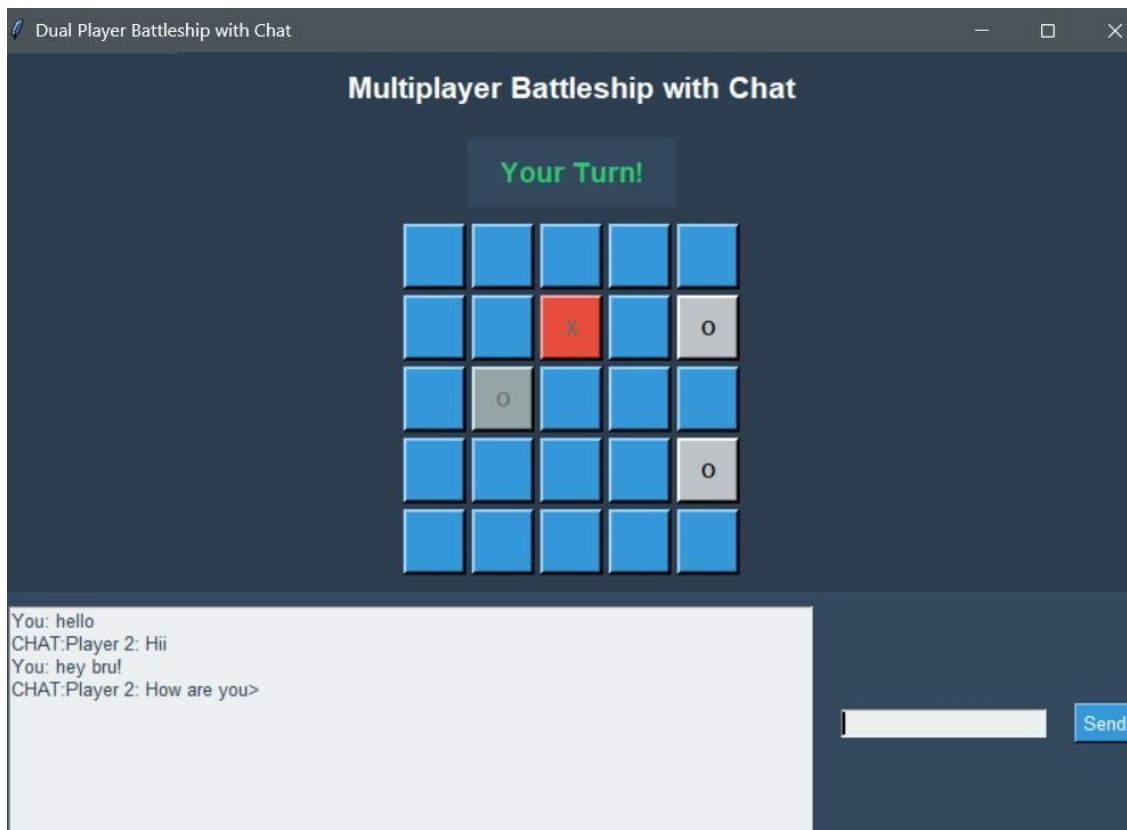 Dual Player Battleship with Chat
Multiplayer Battleship with Chat
Your Turn!
X O
O
O
You: hello
CHAT:Player 2: Hii
You: hey bru!
CHAT:Player 2: How are you>
Send